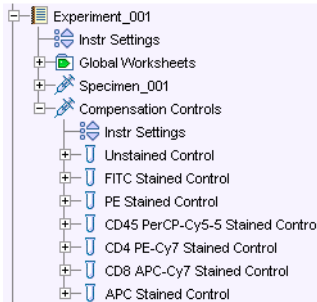 Experiment_001
Instr Settings
Global Worksheets
Specimen_001
Compensation Controls
Instr Settings
Unstained Control
FITC Stained Control
PE Stained Control
CD45 PerCP-Cy5-5 Stained Contro
CD4 PE-Cy7 Stained Control
CD8 APC-Cy7 Stained Control
APC Stained Control